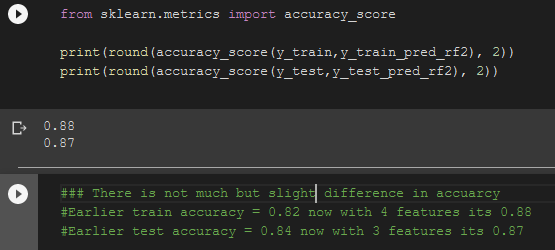 from sklearn.metrics import accuracy_score
print(round(accuracy_score(y_train,y_train_pred_rf2), 2))
print(round(accuracy_score(y_test,y_test_pred_rf2), 2))
0.88
0.87
### There is not much but slight difference in accuarcy
#Earlier train accuracy = 0.82 now with 4 features its 0.88
#Earlier test accuracy = 0.84 now with 3 features its 0.87